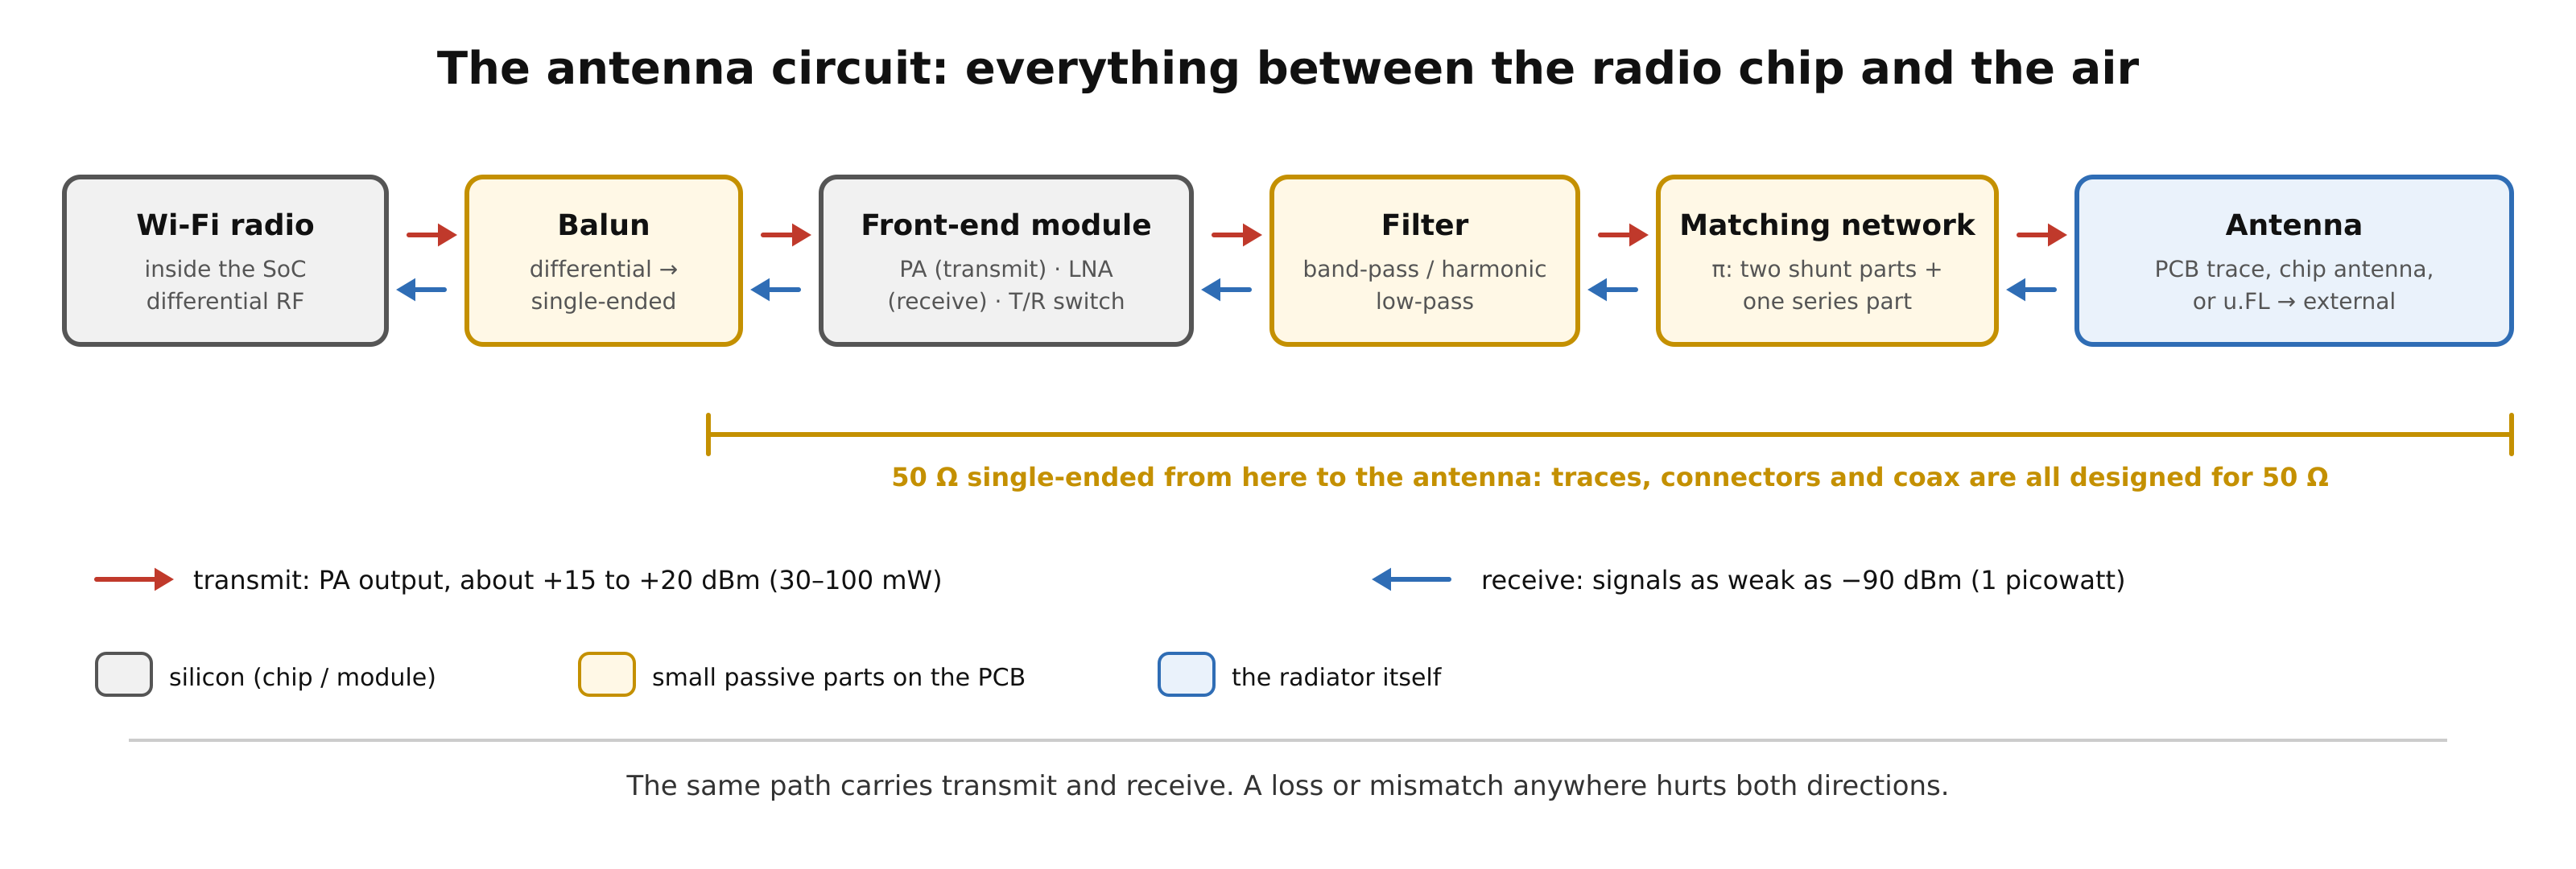 The antenna circuit: everything between the radio chip and the air
Wi-Fi radio
inside the SoC
differential RF
Balun
differential →
single-ended
Front-end module
PA (transmit) · LNA
(receive) · T/R switch
Filter
band-pass / harmonic
low-pass
Matching network
π: two shunt parts +
one series part
Antenna
PCB trace, chip antenna,
or u.FL → external
50 Ω single-ended from here to the antenna: traces, connectors and coax are all designed for 50 Ω
transmit: PA output, about +15 to +20 dBm (30–100 mW)
receive: signals as weak as −90 dBm (1 picowatt)
silicon (chip / module)
small passive parts on the PCB
the radiator itself
The same path carries transmit and receive. A loss or mismatch anywhere hurts both directions.